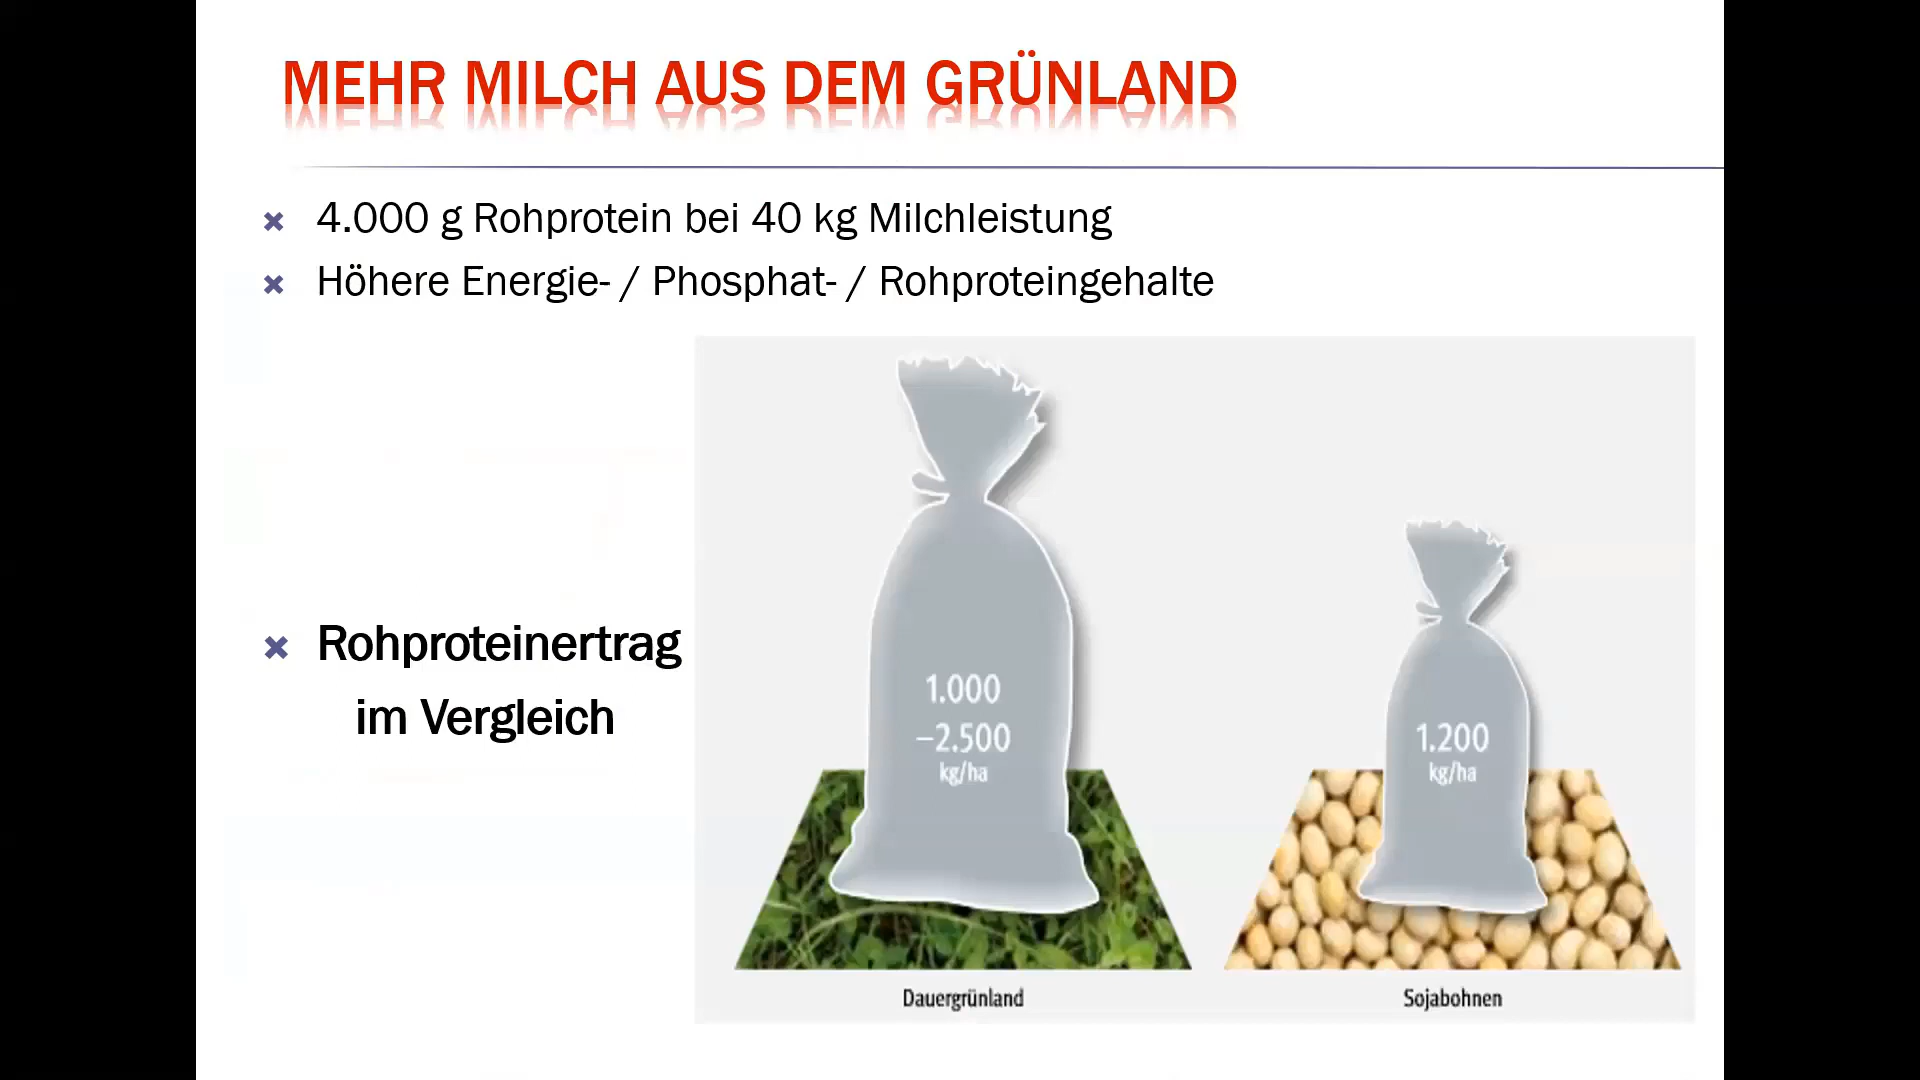 MEHR MILCH AUS DEM GRÜNLAND
4.000 g Rohprotein bei 40 kg Milchleistung
Höhere Energie- / Phosphat- / Rohproteingehalte
Rohproteinertrag
im Vergleich
1.000
–2.500
kg/ha
1.200
kg/ha
Dauergrünland
Sojabohnen